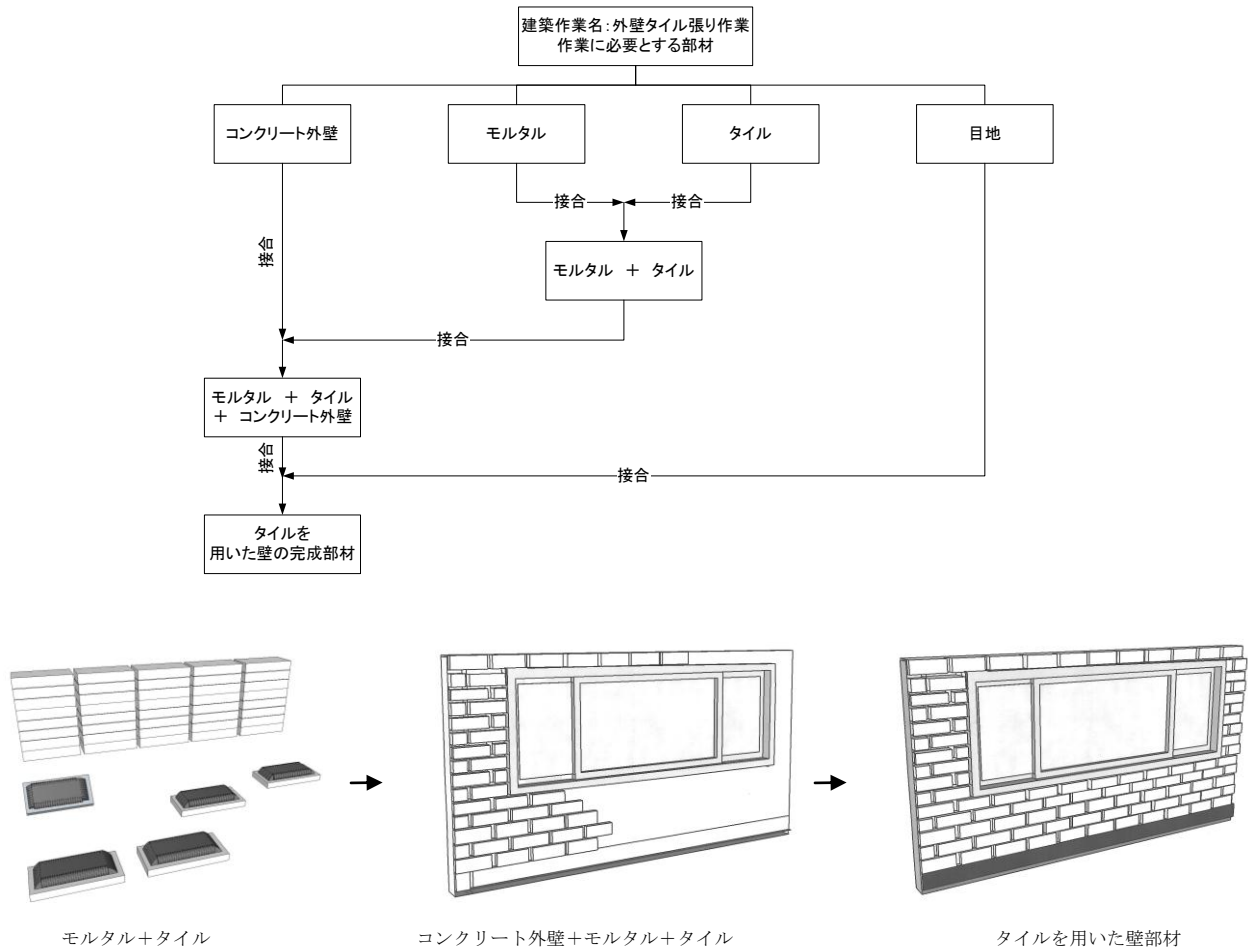 建築作業名:外壁タイル張り作業
作業に必要とする部材
コンクリート外壁
モルタル
タイル
目地
接合
接合
接合
モルタル ＋ タイル
接合
モルタル ＋ タイル
＋ コンクリート外壁
接合
接合
タイルを
用いた壁の完成部材
モルタル＋タイル
コンクリート外壁＋モルタル＋タイル
タイルを用いた壁部材